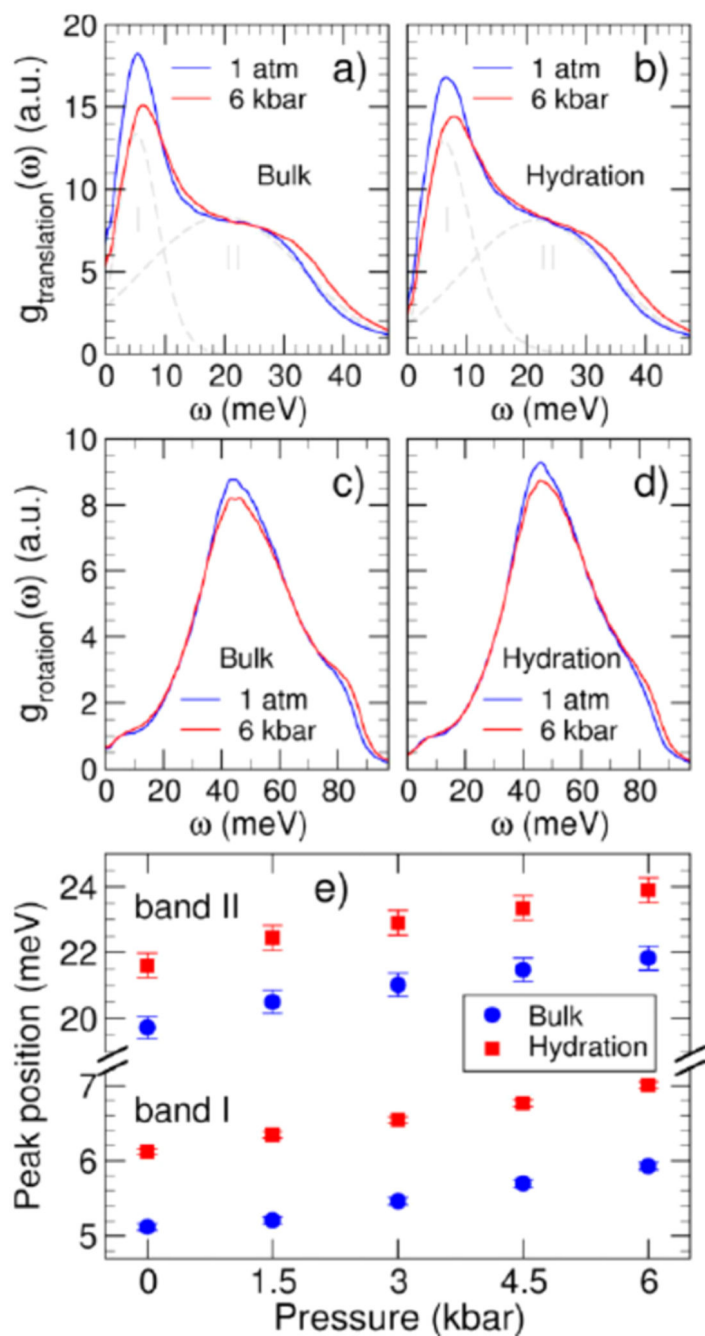 20
15
10
5
0
g_translation(ω) (a.u.)
1 atm
6 kbar
a)
Bulk
I
II
0 10 20 30 40
ω (meV)
1 atm
6 kbar
b)
Hydration
I
II
0 10 20 30 40
ω (meV)
10
8
6
4
2
0
g_rotation(ω) (a.u.)
c)
Bulk
1 atm
6 kbar
0 20 40 60 80
ω (meV)
d)
Hydration
1 atm
6 kbar
0 20 40 60 80
ω (meV)
e)
24
22
20
7
6
5
Peak position (meV)
band II
Bulk
Hydration
band I
0 1.5 3 4.5 6
Pressure (kbar)